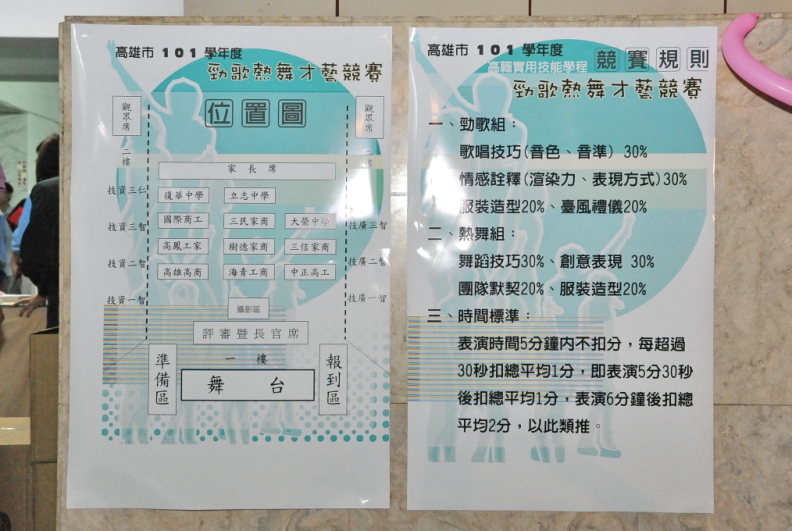 高雄市 101 學年度
勁歌熱舞才藝競賽
位置圖
觀眾席
觀眾席
二樓
二樓
家長席
技資三仁
復華中學 立志中學
技資三智 國際商工 三民家商 大榮中學 技廣三智
技資二智 高鳳工家 樹德家商 三信家商 技廣二智
技資一智 高雄高商 海青工商 中正高工 技廣一智
攝影區
評審暨長官席
一樓
準備區
舞台
報到區
高雄市 101 學年度
高職實用技能學程 競賽規則
勁歌熱舞才藝競賽
一、勁歌組：
歌唱技巧(音色、音準) 30%
情感詮釋(渲染力、表現方式)30%
服裝造型20%、臺風禮儀20%
二、熱舞組：
舞蹈技巧30%、創意表現 30%
團隊默契20%、服裝造型20%
三、時間標準：
表演時間5分鐘內不扣分，每超過
30秒扣總平均1分，即表演5分30秒
後扣總平均1分，表演6分鐘後扣總
平均2分，以此類推。